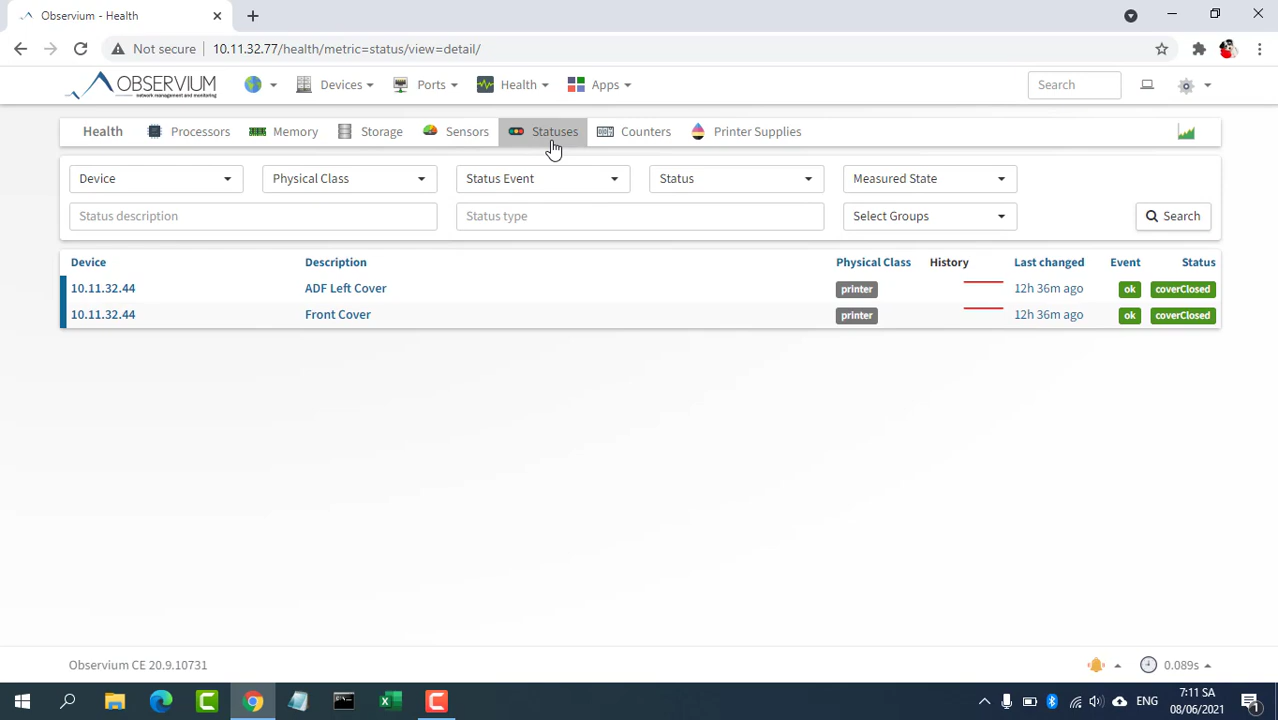 Observium - Health
Not secure 10.11.32.77/health/metric=status/view=detail/
OBSERVIUM
network management and monitoring
Devices Ports Health Apps Search
Health Processors Memory Storage Sensors Statuses Counters Printer Supplies
Device Physical Class Status Event Status Measured State
Status description Status type Select Groups Search
Device Description Physical Class History Last changed Event Status
10.11.32.44 ADF Left Cover printer 12h 36m ago ok coverClosed
10.11.32.44 Front Cover printer 12h 36m ago ok coverClosed
Observium CE 20.9.10731 0.089s
ENG 7:11 SA
08/06/2021 1